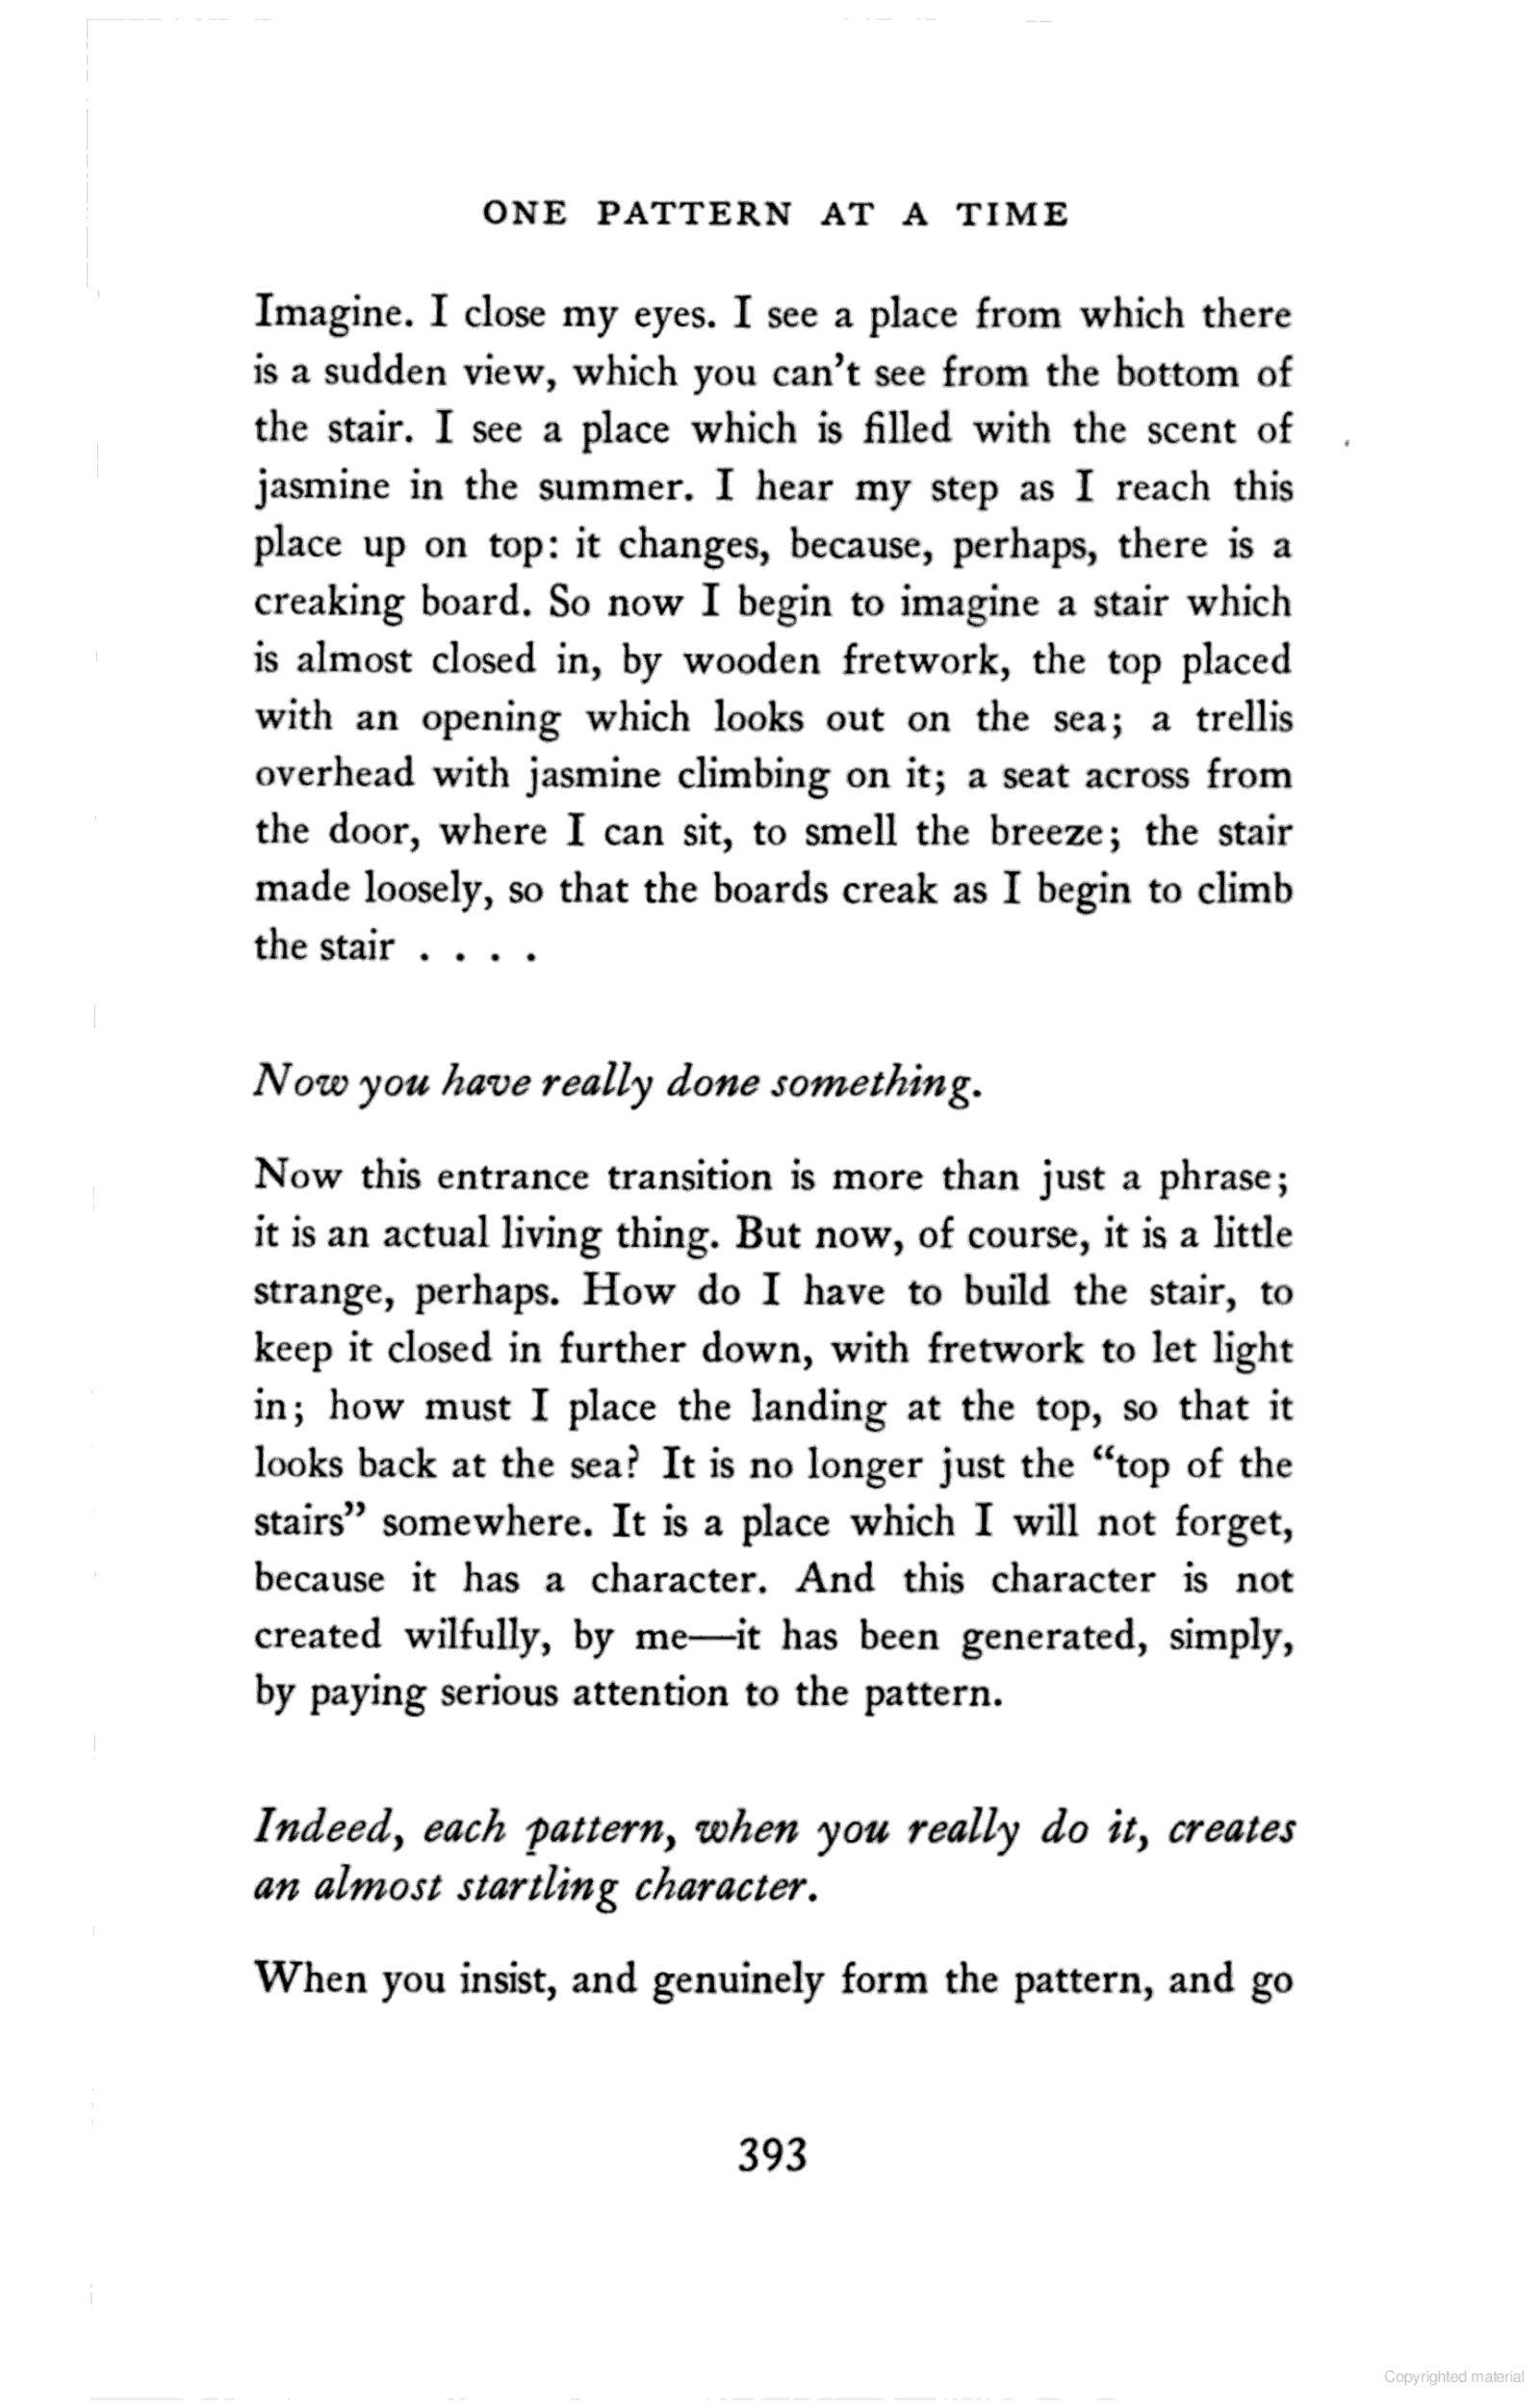 ONE PATTERN AT A TIME
Imagine. I close my eyes. I see a place from which there
is a sudden view, which you can't see from the bottom of
the stair. I see a place which is filled with the scent of
jasmine in the summer. I hear my step as I reach this
place up on top: it changes, because, perhaps, there is a
creaking board. So now I begin to imagine a stair which
is almost closed in, by wooden fretwork, the top placed
with an opening which looks out on the sea; a trellis
overhead with jasmine climbing on it; a seat across from
the door, where I can sit, to smell the breeze; the stair
made loosely, so that the boards creak as I begin to climb
the stair . . . .
Now you have really done something.
Now this entrance transition is more than just a phrase;
it is an actual living thing. But now, of course, it is a little
strange, perhaps. How do I have to build the stair, to
keep it closed in further down, with fretwork to let light
in; how must I place the landing at the top, so that it
looks back at the sea? It is no longer just the “top of the
stairs” somewhere. It is a place which I will not forget,
because it has a character. And this character is not
created wilfully, by me—it has been generated, simply,
by paying serious attention to the pattern.
Indeed, each pattern, when you really do it, creates
an almost startling character.
When you insist, and genuinely form the pattern, and go
393
Copyrighted material